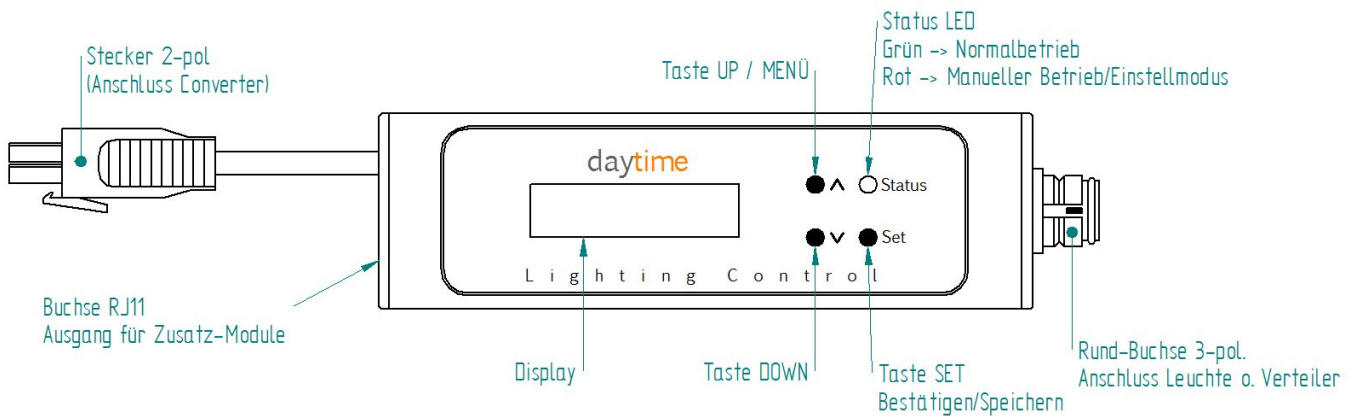 Stecker 2-pol
(Anschluss Converter)
Taste UP / MENÜ
Status LED
Grün -> Normalbetrieb
Rot -> Manueller Betrieb/Einstellmodus
daytime
Status
Set
Lighting Control
Buchse RJ11
Ausgang für Zusatz-Module
Display
Taste DOWN
Taste SET
Bestätigen/Speichern
Rund-Buchse 3-pol.
Anschluss Leuchte o. Verteiler